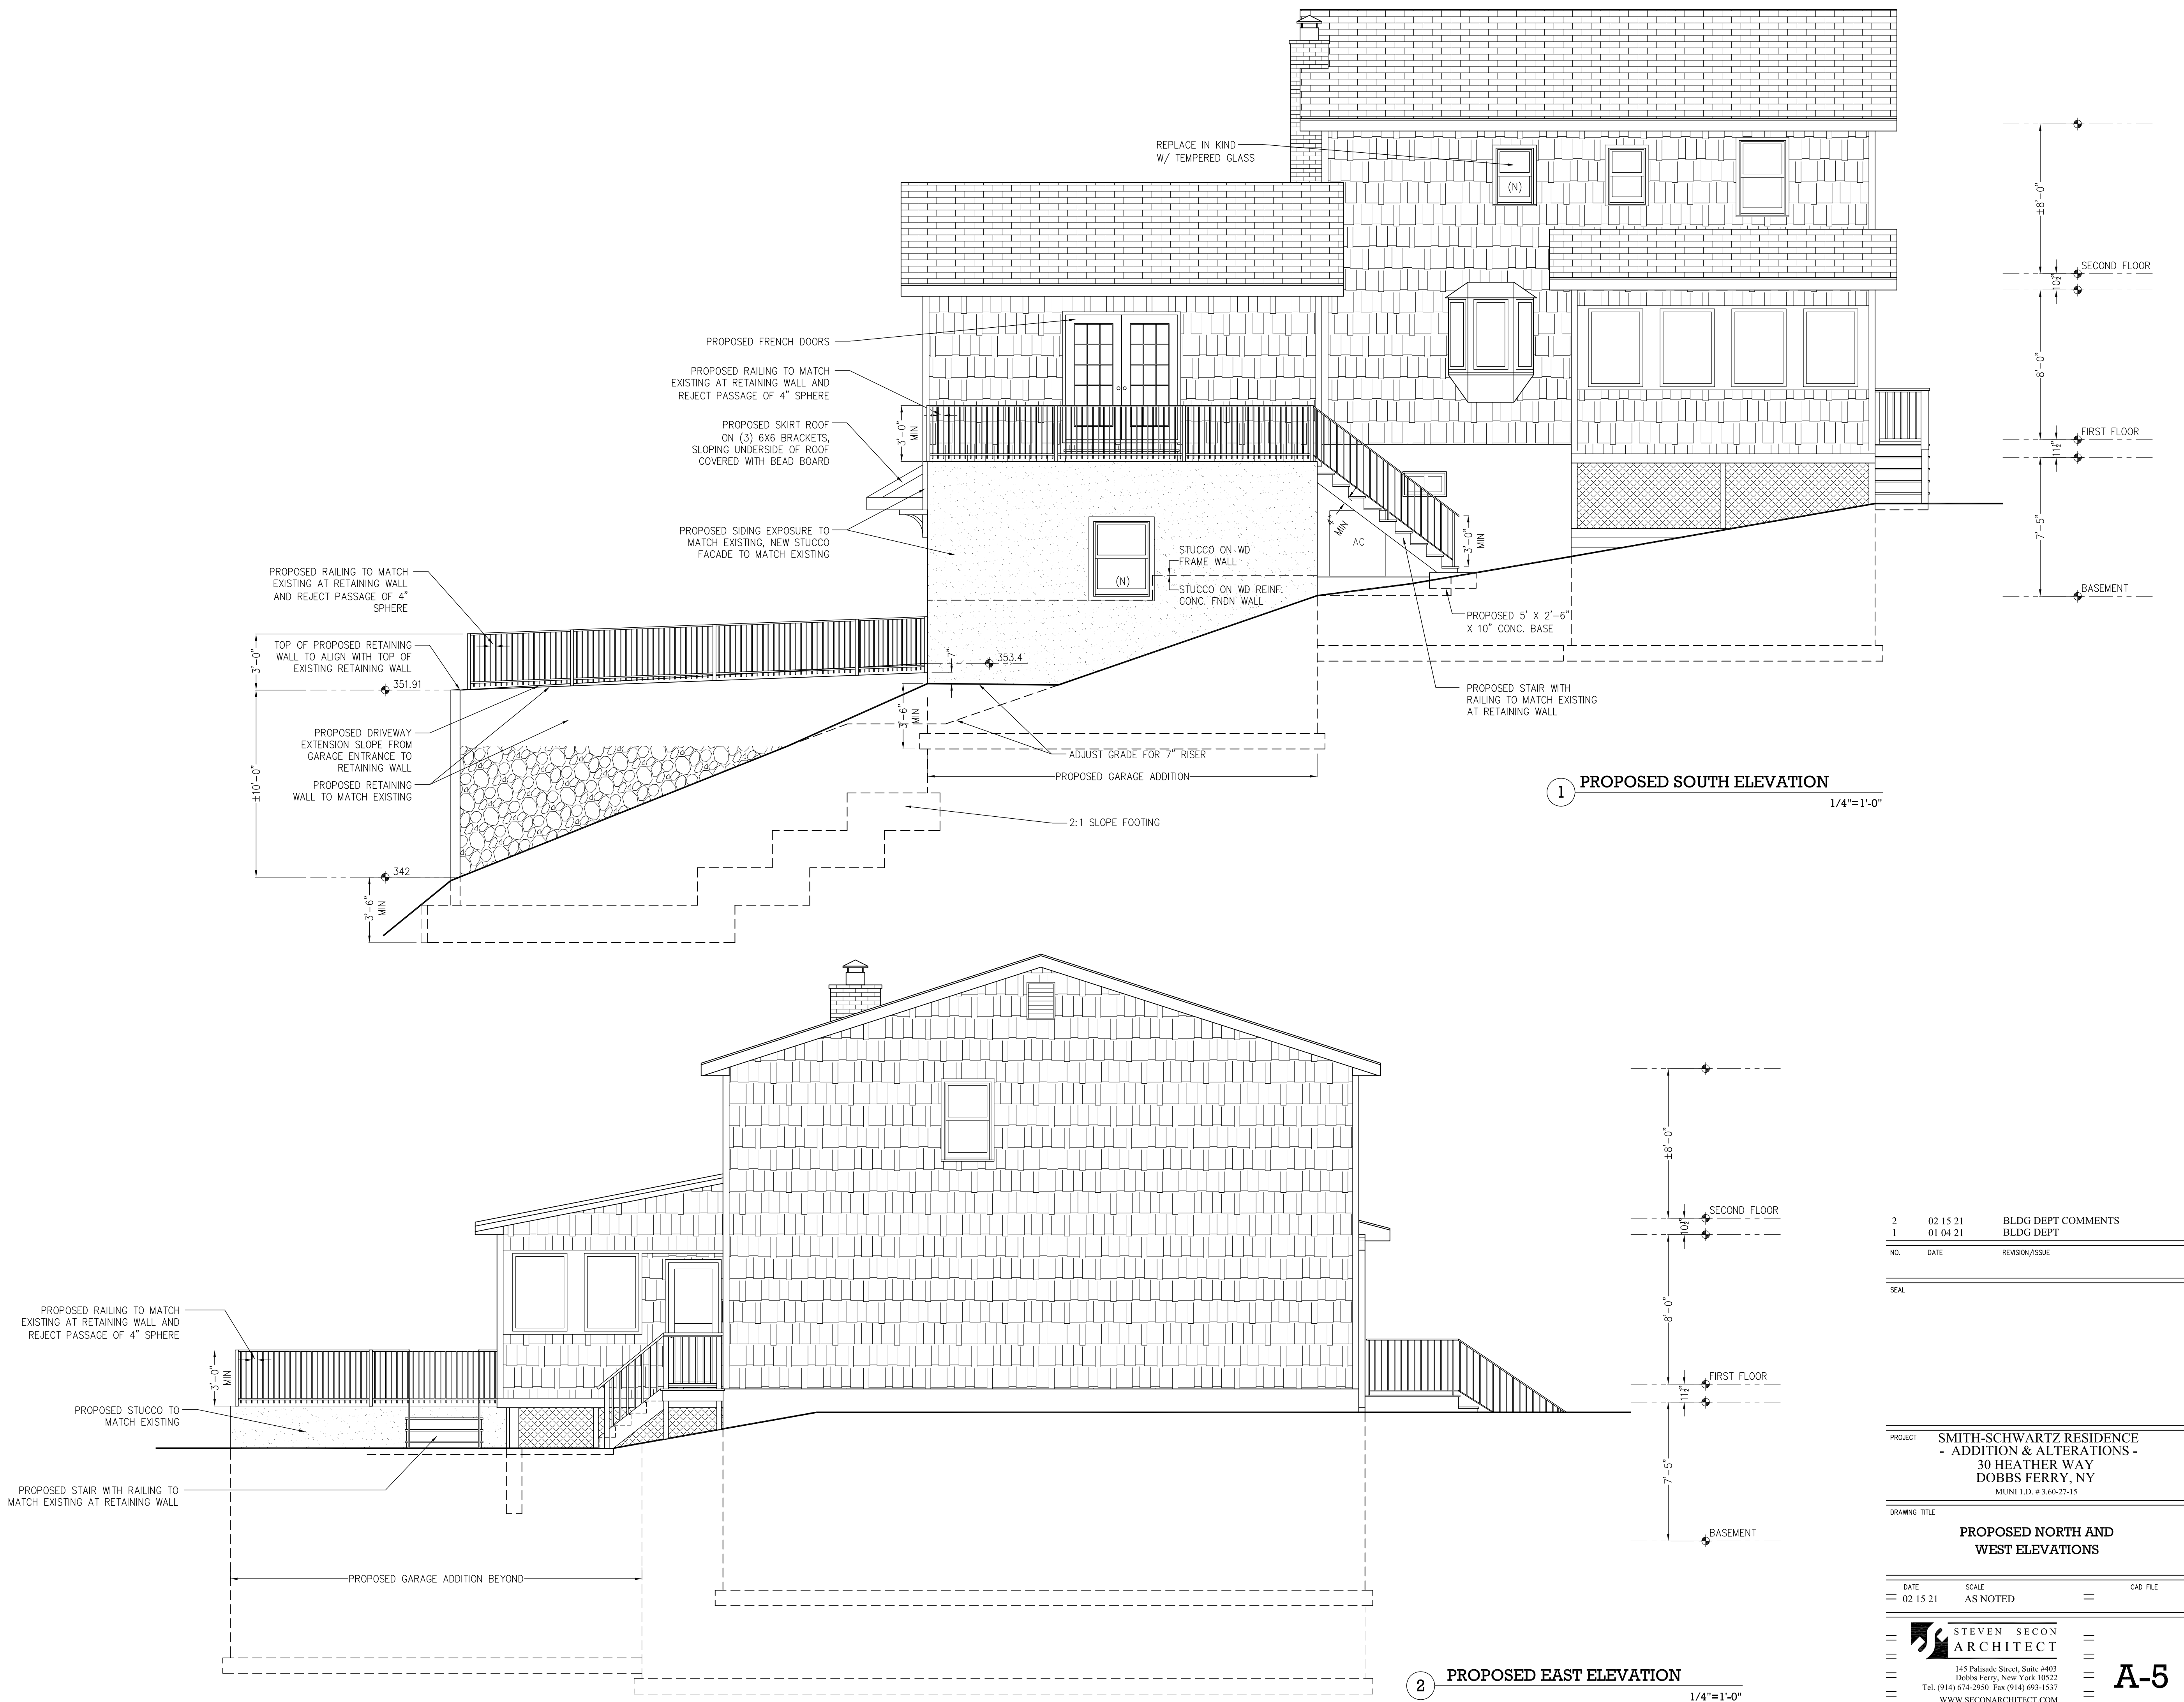 REPLACE IN KIND
W/ TEMPERED GLASS
(N)
±8'-0"
SECOND FLOOR
10½"
8'-0"
FIRST FLOOR
11½"
7'-5"
BASEMENT
PROPOSED FRENCH DOORS
PROPOSED RAILING TO MATCH
EXISTING AT RETAINING WALL AND
REJECT PASSAGE OF 4" SPHERE
3'-0"
MIN
PROPOSED SKIRT ROOF
ON (3) 6X6 BRACKETS,
SLOPING UNDERSIDE OF ROOF
COVERED WITH BEAD BOARD
PROPOSED SIDING EXPOSURE TO
MATCH EXISTING, NEW STUCCO
FACADE TO MATCH EXISTING
(N)
STUCCO ON WD
FRAME WALL
STUCCO ON WD REINF.
CONC. FNDN WALL
4"
MIN
AC
3'-0"
MIN
PROPOSED 5' X 2'-6"
X 10" CONC. BASE
PROPOSED STAIR WITH
RAILING TO MATCH EXISTING
AT RETAINING WALL
PROPOSED RAILING TO MATCH
EXISTING AT RETAINING WALL
AND REJECT PASSAGE OF 4"
SPHERE
3'-0"
TOP OF PROPOSED RETAINING
WALL TO ALIGN WITH TOP OF
EXISTING RETAINING WALL
351.91
7"
353.4
3'-6"
MIN
PROPOSED DRIVEWAY
EXTENSION SLOPE FROM
GARAGE ENTRANCE TO
RETAINING WALL
±10'-0"
PROPOSED RETAINING
WALL TO MATCH EXISTING
ADJUST GRADE FOR 7" RISER
PROPOSED GARAGE ADDITION
2:1 SLOPE FOOTING
342
3'-6"
MIN
1 PROPOSED SOUTH ELEVATION
1/4"=1'-0"
±8'-0"
SECOND FLOOR
10½"
8'-0"
FIRST FLOOR
11½"
7'-5"
BASEMENT
PROPOSED RAILING TO MATCH
EXISTING AT RETAINING WALL AND
REJECT PASSAGE OF 4" SPHERE
3'-0"
MIN
PROPOSED STUCCO TO
MATCH EXISTING
PROPOSED STAIR WITH RAILING TO
MATCH EXISTING AT RETAINING WALL
PROPOSED GARAGE ADDITION BEYOND
2 PROPOSED EAST ELEVATION
1/4"=1'-0"
2 02 15 21 BLDG DEPT COMMENTS
1 01 04 21 BLDG DEPT
NO. DATE REVISION/ISSUE
SEAL
PROJECT SMITH-SCHWARTZ RESIDENCE
- ADDITION & ALTERATIONS -
30 HEATHER WAY
DOBBS FERRY, NY
MUNI I.D. # 3.60-27-15
DRAWING TITLE
PROPOSED NORTH AND
WEST ELEVATIONS
DATE SCALE CAD FILE
02 15 21 AS NOTED
STEVEN SECON
ARCHITECT
145 Palisade Street, Suite #403
Dobbs Ferry, New York 10522
Tel. (914) 674-2950 Fax (914) 693-1537
WWW.SECONARCHITECT.COM
A-5